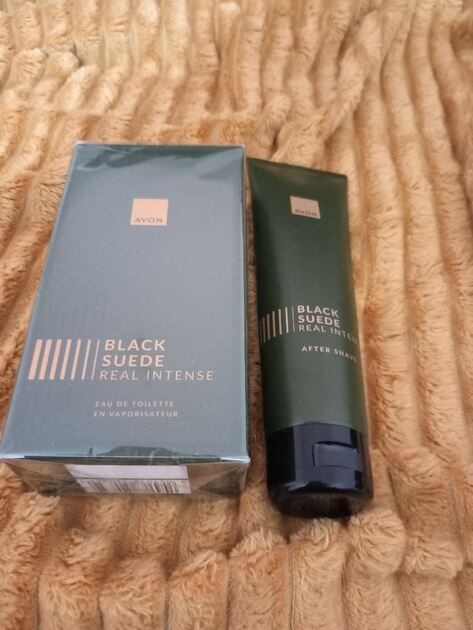 AVON
BLACK
SUEDE
REAL INTENSE
EAU DE TOILETTE
EN VAPORISATEUR
AVON
BLACK
SUEDE
REAL INTENSE
AFTER SHAVE